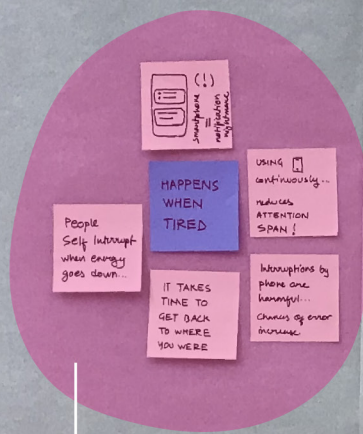 smartphone (!)
=
notification
nightmare
HAPPENS
WHEN
TIRED
USING
continuously...
reduces
ATTENTION
SPAN!
People
Self Interrupt
when energy
goes down...
IT TAKES
TIME TO
GET BACK
TO WHERE
YOU WERE
Interruptions by
phone are
harmful...
Chances of error
increase